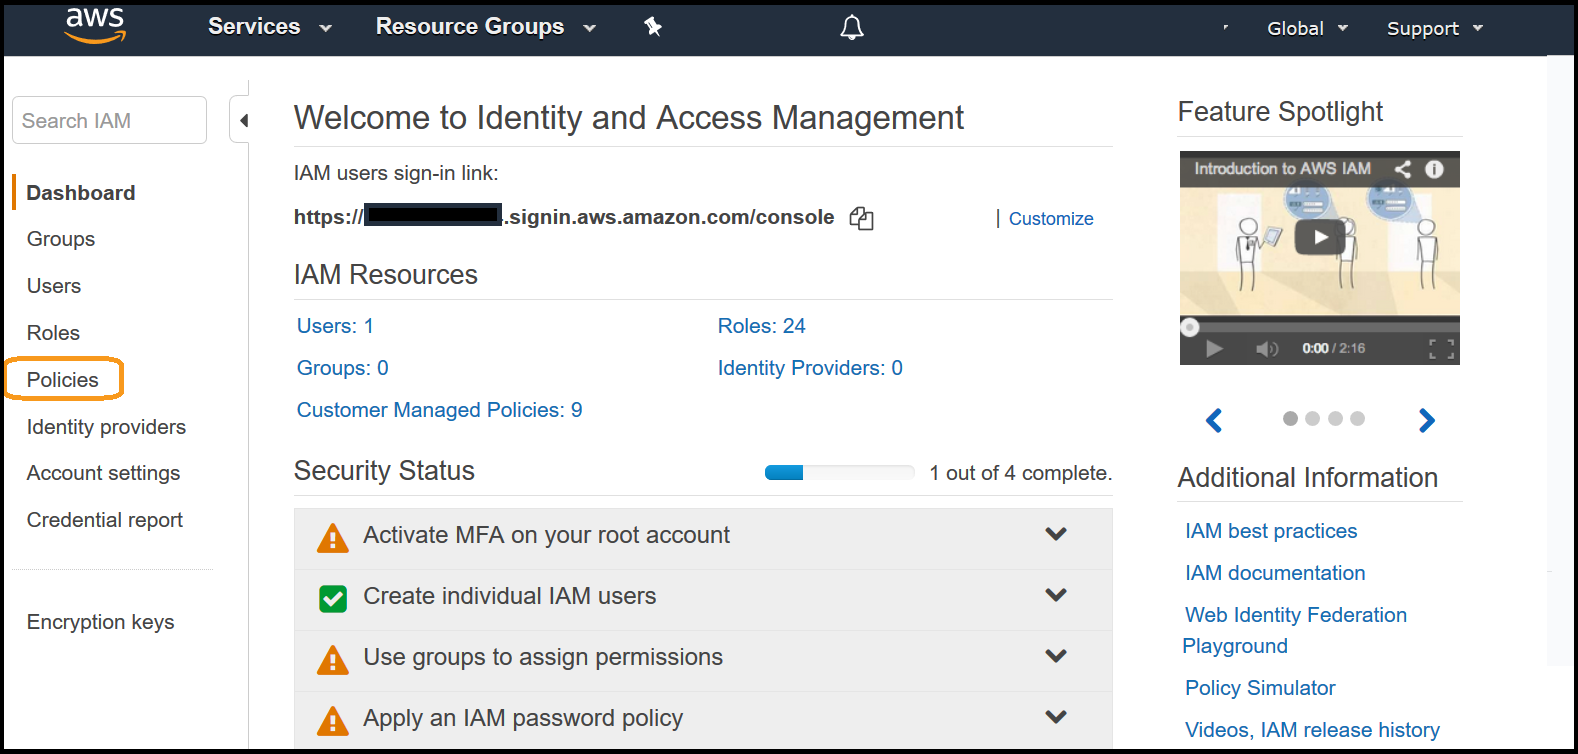 aws Services Resource Groups Global Support
Search IAM
Dashboard
Groups
Users
Roles
Policies
Identity providers
Account settings
Credential report
Encryption keys
Welcome to Identity and Access Management
IAM users sign-in link:
https:// .signin.aws.amazon.com/console | Customize
IAM Resources
Users: 1 Roles: 24
Groups: 0 Identity Providers: 0
Customer Managed Policies: 9
Security Status 1 out of 4 complete.
Activate MFA on your root account
Create individual IAM users
Use groups to assign permissions
Apply an IAM password policy
Feature Spotlight
Introduction to AWS IAM
0:00 / 2:16
Additional Information
IAM best practices
IAM documentation
Web Identity Federation
Playground
Policy Simulator
Videos, IAM release history